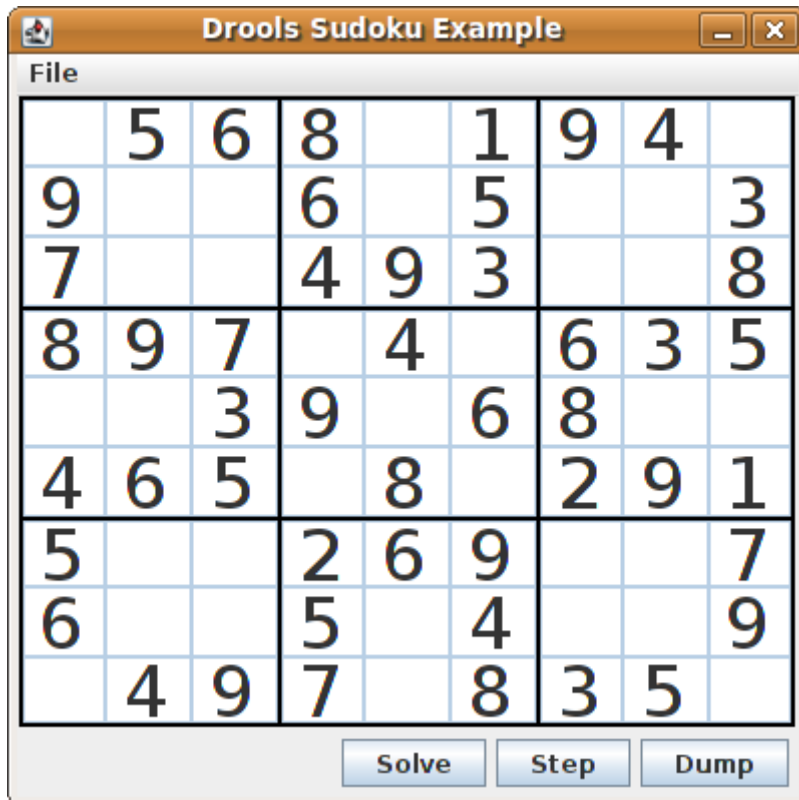 Drools Sudoku Example
File
5 6 8 1 9 4
9 6 5 3
7 4 9 3 8
8 9 7 4 6 3 5
3 9 6 8
4 6 5 8 2 9 1
5 2 6 9 7
6 5 4 9
4 9 7 8 3 5
Solve Step Dump